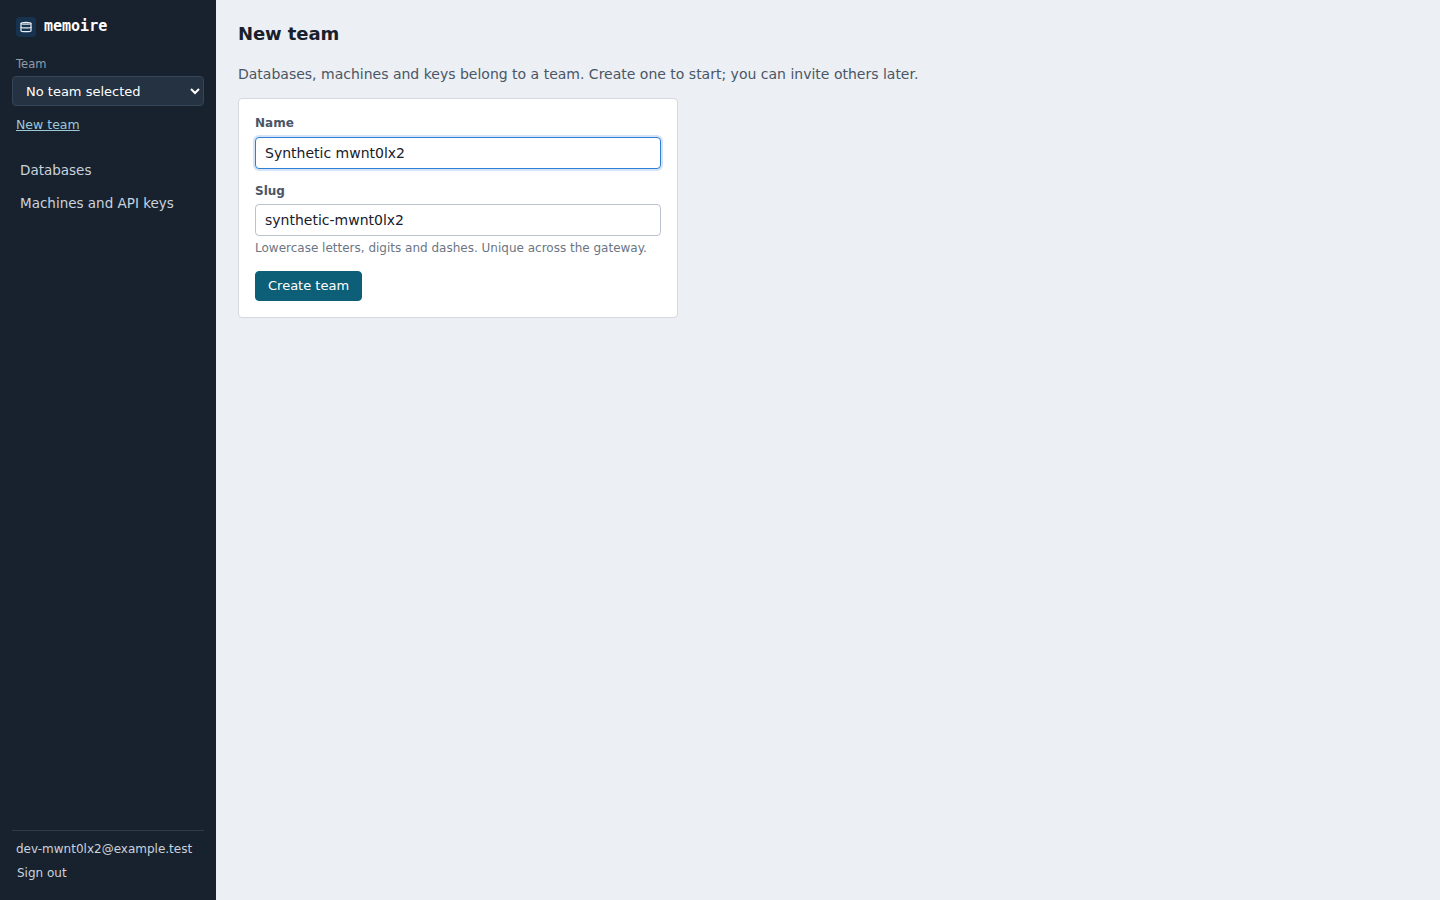 memoire
Team
No team selected
New team
Databases
Machines and API keys
dev-mwnt0lx2@example.test
Sign out
New team
Databases, machines and keys belong to a team. Create one to start; you can invite others later.
Name
Synthetic mwnt0lx2
Slug
synthetic-mwnt0lx2
Lowercase letters, digits and dashes. Unique across the gateway.
Create team